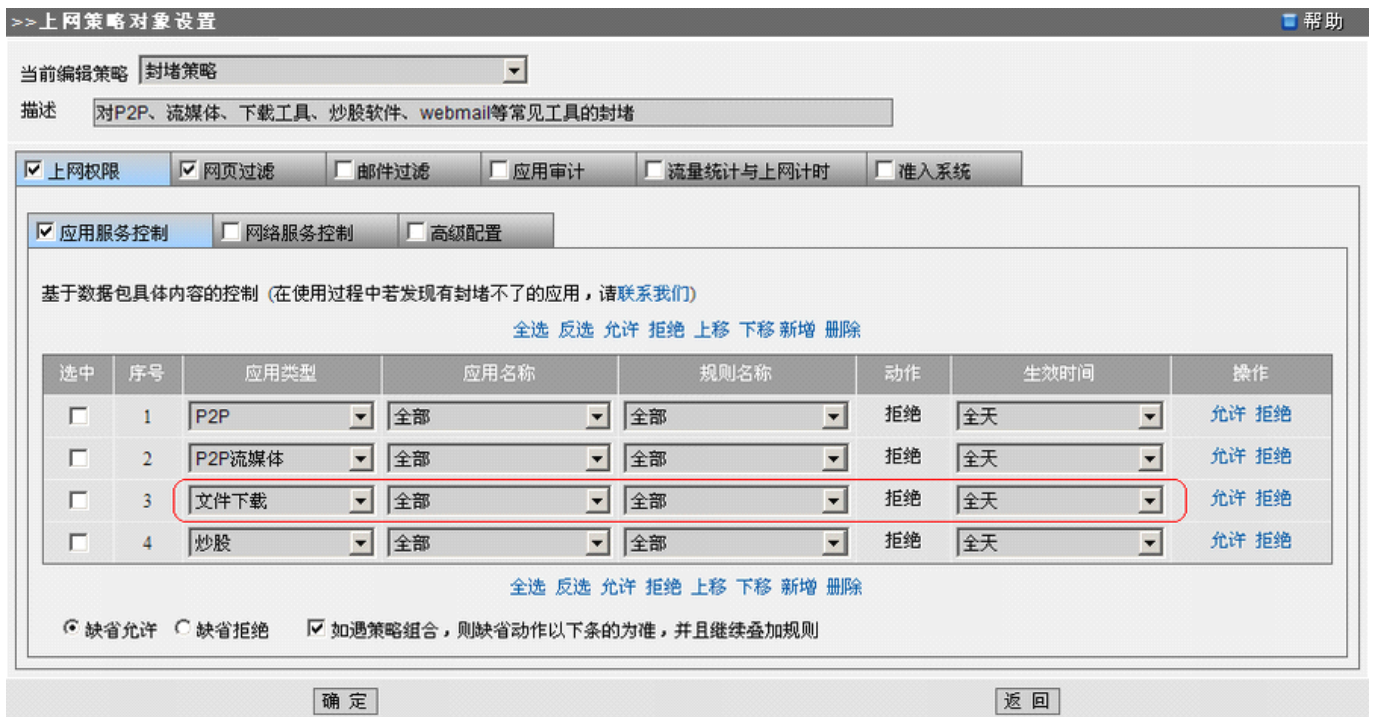 >>上网策略对象设置 帮助
当前编辑策略 封堵策略
描述 对P2P、流媒体、下载工具、炒股软件、webmail等常见工具的封堵
上网权限 网页过滤 邮件过滤 应用审计 流量统计与上网计时 准入系统
应用服务控制 网络服务控制 高级配置
基于数据包具体内容的控制 (在使用过程中若发现有封堵不了的应用，请联系我们)
全选 反选 允许 拒绝 上移 下移 新增 删除
选中 序号 应用类型 应用名称 规则名称 动作 生效时间 操作
1 P2P 全部 全部 拒绝 全天 允许 拒绝
2 P2P流媒体 全部 全部 拒绝 全天 允许 拒绝
3 文件下载 全部 全部 拒绝 全天 允许 拒绝
4 炒股 全部 全部 拒绝 全天 允许 拒绝
全选 反选 允许 拒绝 上移 下移 新增 删除
缺省允许 缺省拒绝 如遇策略组合，则缺省动作以下条的为准，并且继续叠加规则
确 定 返 回